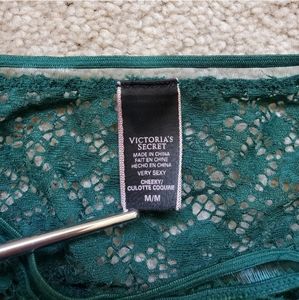 VICTORIA'S
SECRET
MADE IN CHINA
FAIT EN CHINE
HECHO EN CHINA
VERY SEXY
CHEEKY/
CULOTTE COQUINE
M/M